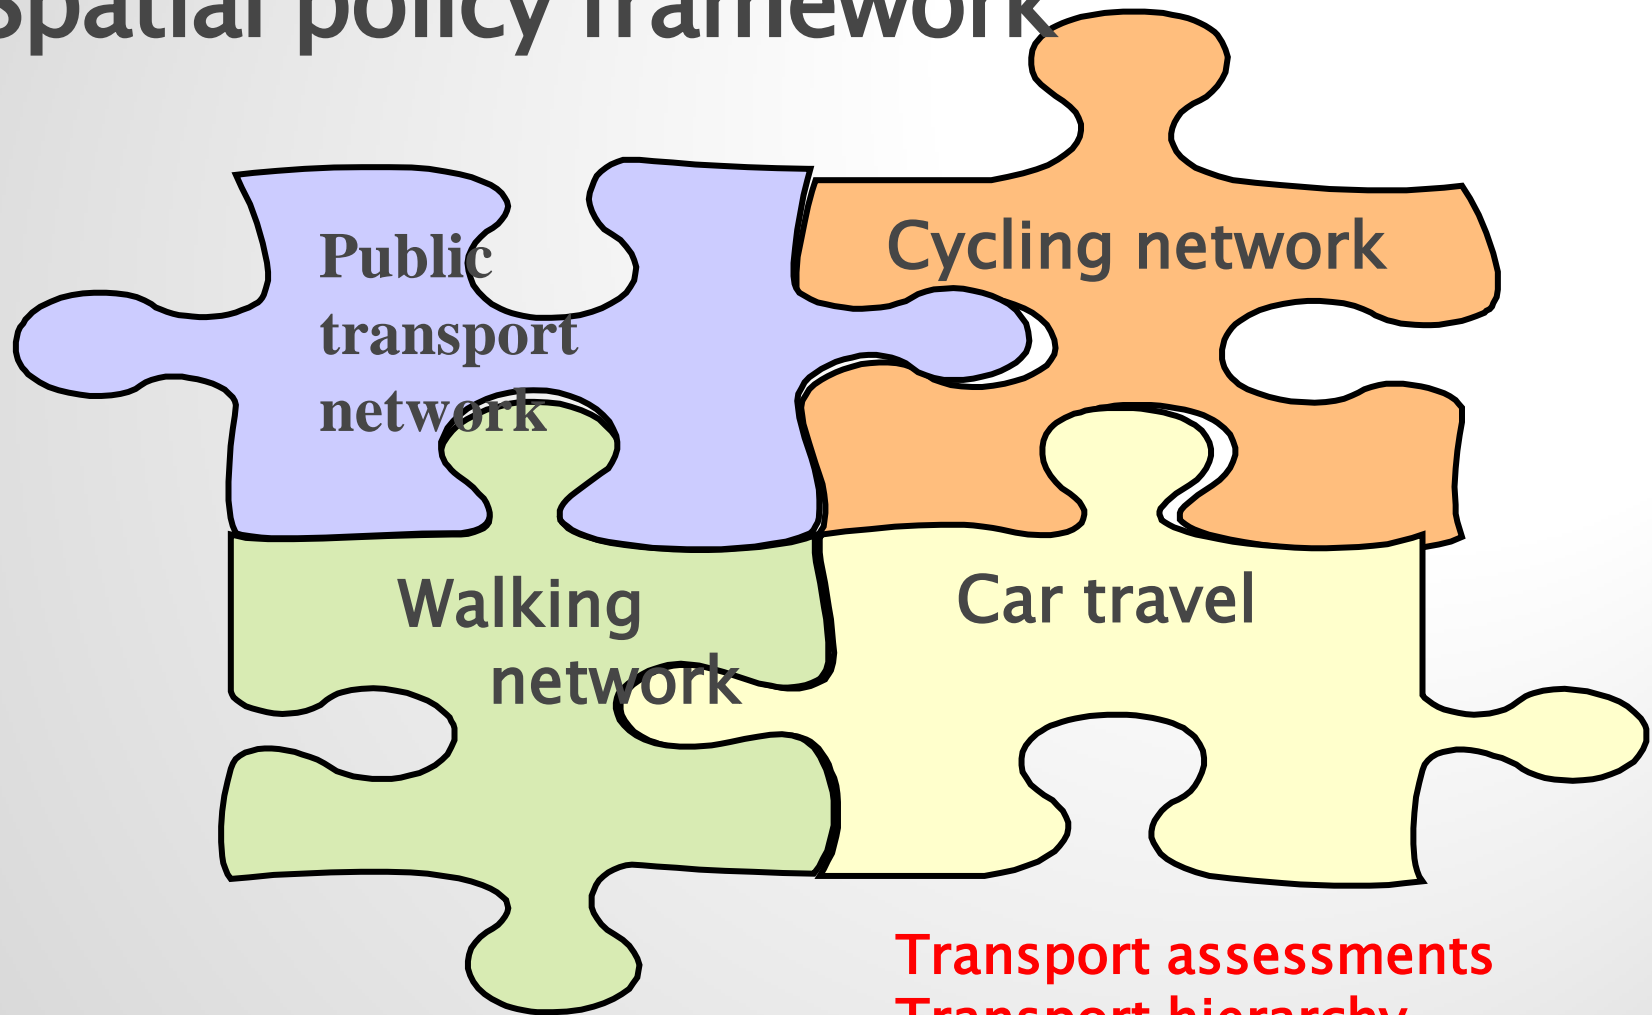 Spatial policy framework
Public
transport
network
Cycling network
Walking
network
Car travel
Transport assessments
Transport hierarchy